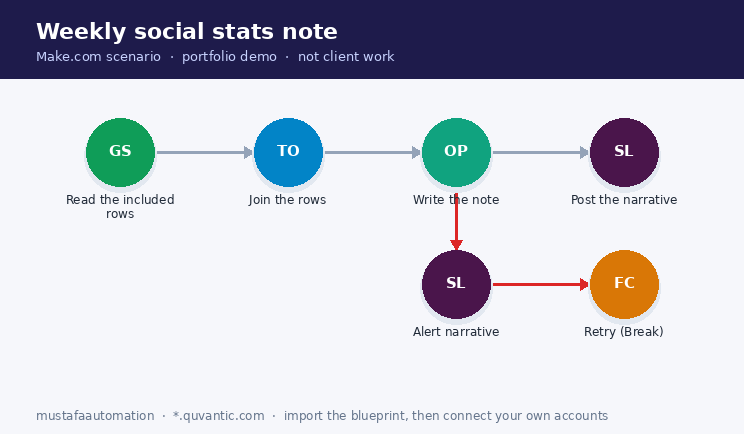 Weekly social stats note
Make.com scenario · portfolio demo · not client work
GS
TO
OP
SL
Read the included
rows
Join the rows
Write the note
Post the narrative
SL
FC
Alert narrative
Retry (Break)
mustafaautomation · *.quvantic.com · import the blueprint, then connect your own accounts